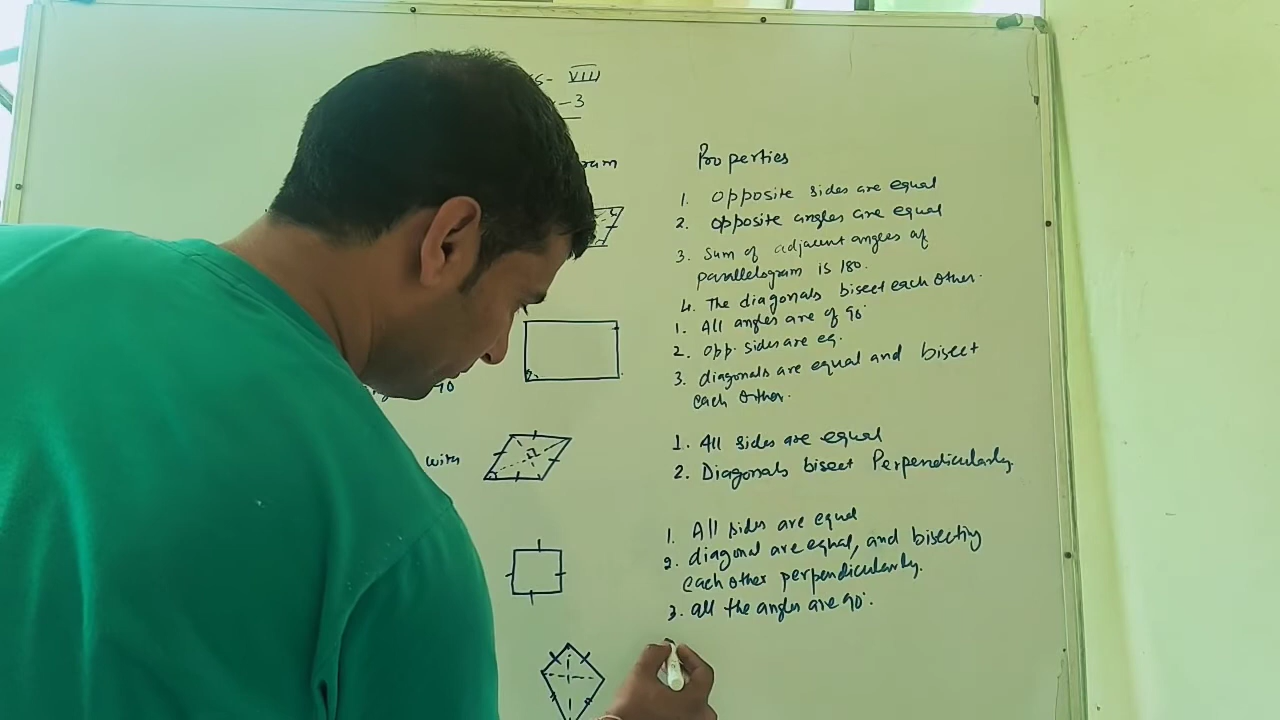 VIII
-3
Properties
1. Opposite sides are equal
2. Opposite angles are equal
3. Sum of adjacent angles of
parallelogram is 180.
4. The diagonals bisect each other.
1. All angles are of 90°
2. Opp. sides are eq.
3. diagonals are equal and bisect
each other.
90
with
1. All sides are equal
2. Diagonals bisect Perpendicularly
1. All sides are equal
2. diagonal are equal, and bisecting
each other perpendicularly.
3. all the angles are 90°.